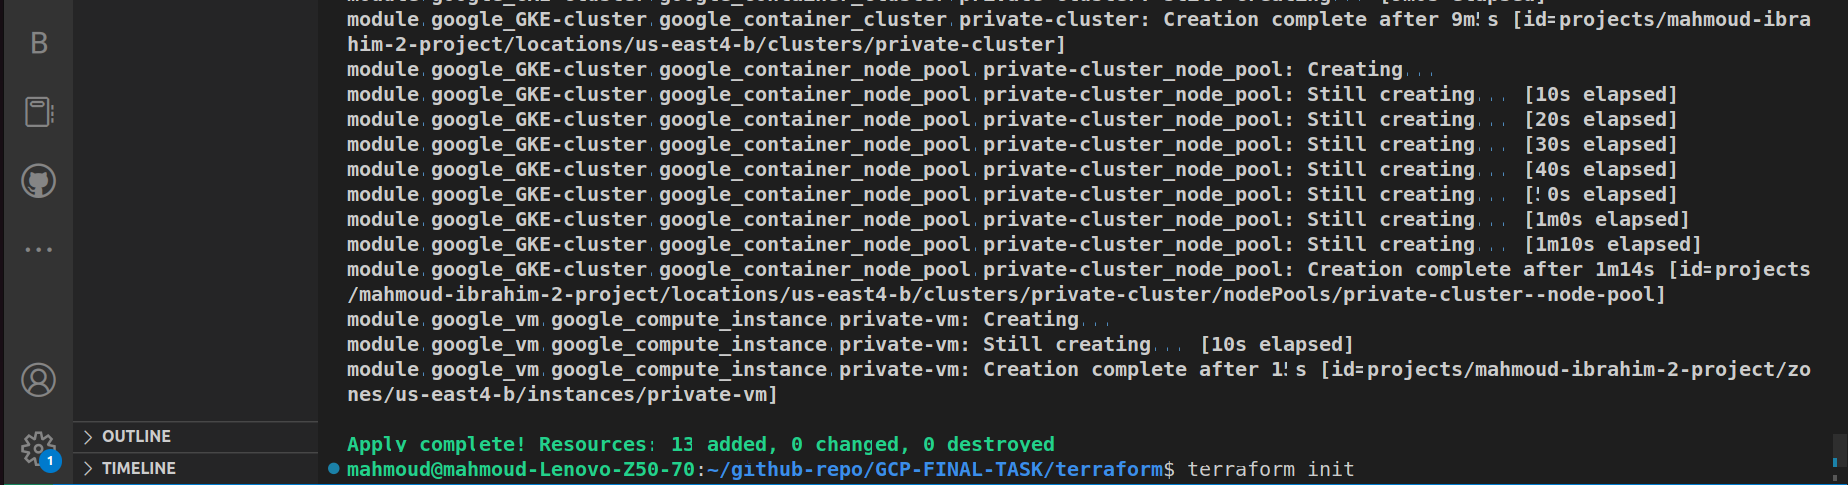 module.google_GKE-cluster.google_container_cluster.private-cluster: Creation complete after 9m5s [id=projects/mahmoud-ibra
him-2-project/locations/us-east4-b/clusters/private-cluster]
module.google_GKE-cluster.google_container_node_pool.private-cluster_node_pool: Creating...
module.google_GKE-cluster.google_container_node_pool.private-cluster_node_pool: Still creating... [10s elapsed]
module.google_GKE-cluster.google_container_node_pool.private-cluster_node_pool: Still creating... [20s elapsed]
module.google_GKE-cluster.google_container_node_pool.private-cluster_node_pool: Still creating... [30s elapsed]
module.google_GKE-cluster.google_container_node_pool.private-cluster_node_pool: Still creating... [40s elapsed]
module.google_GKE-cluster.google_container_node_pool.private-cluster_node_pool: Still creating... [50s elapsed]
module.google_GKE-cluster.google_container_node_pool.private-cluster_node_pool: Still creating... [1m0s elapsed]
module.google_GKE-cluster.google_container_node_pool.private-cluster_node_pool: Still creating... [1m10s elapsed]
module.google_GKE-cluster.google_container_node_pool.private-cluster_node_pool: Creation complete after 1m14s [id=projects
/mahmoud-ibrahim-2-project/locations/us-east4-b/clusters/private-cluster/nodePools/private-cluster--node-pool]
module.google_vm.google_compute_instance.private-vm: Creating...
module.google_vm.google_compute_instance.private-vm: Still creating... [10s elapsed]
module.google_vm.google_compute_instance.private-vm: Creation complete after 15s [id=projects/mahmoud-ibrahim-2-project/zo
nes/us-east4-b/instances/private-vm]
Apply complete! Resources: 13 added, 0 changed, 0 destroyed
mahmoud@mahmoud-Lenovo-Z50-70:~/github-repo/GCP-FINAL-TASK/terraform$ terraform init
B
1
OUTLINE
TIMELINE